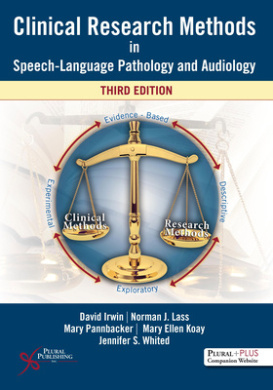 Clinical Research Methods
in
Speech-Language Pathology and Audiology
THIRD EDITION
Evidence - Based
Experimental
Descriptive
Clinical
Methods
Research
Methods
Exploratory
David Irwin | Norman J. Lass
Mary Pannbacker | Mary Ellen Koay
Jennifer S. Whited
PLURAL
PUBLISHING
INC.
PLURAL+PLUS
Companion Website